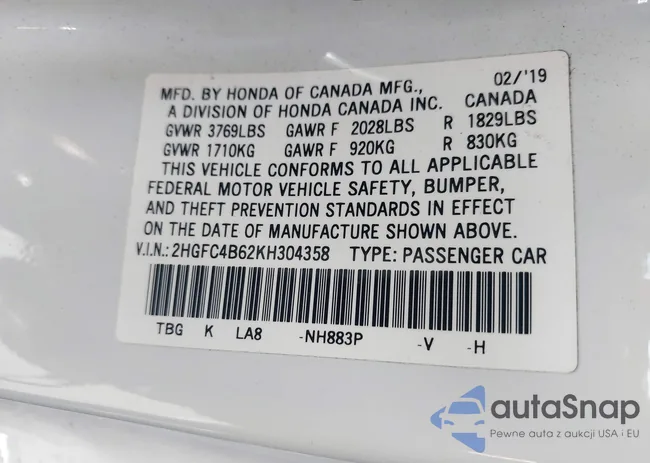 02/'19
MFD. BY HONDA OF CANADA MFG.,
A DIVISION OF HONDA CANADA INC. CANADA
GVWR 3769LBS GAWR F 2028LBS R 1829LBS
GVWR 1710KG GAWR F 920KG R 830KG
THIS VEHICLE CONFORMS TO ALL APPLICABLE
FEDERAL MOTOR VEHICLE SAFETY, BUMPER,
AND THEFT PREVENTION STANDARDS IN EFFECT
ON THE DATE OF MANUFACTURE SHOWN ABOVE.
V.I.N.: 2HGFC4B62KH304358 TYPE: PASSENGER CAR
TBG K LA8 -NH883P -V -H
autaSnap
Pewne auta z aukcji USA i EU